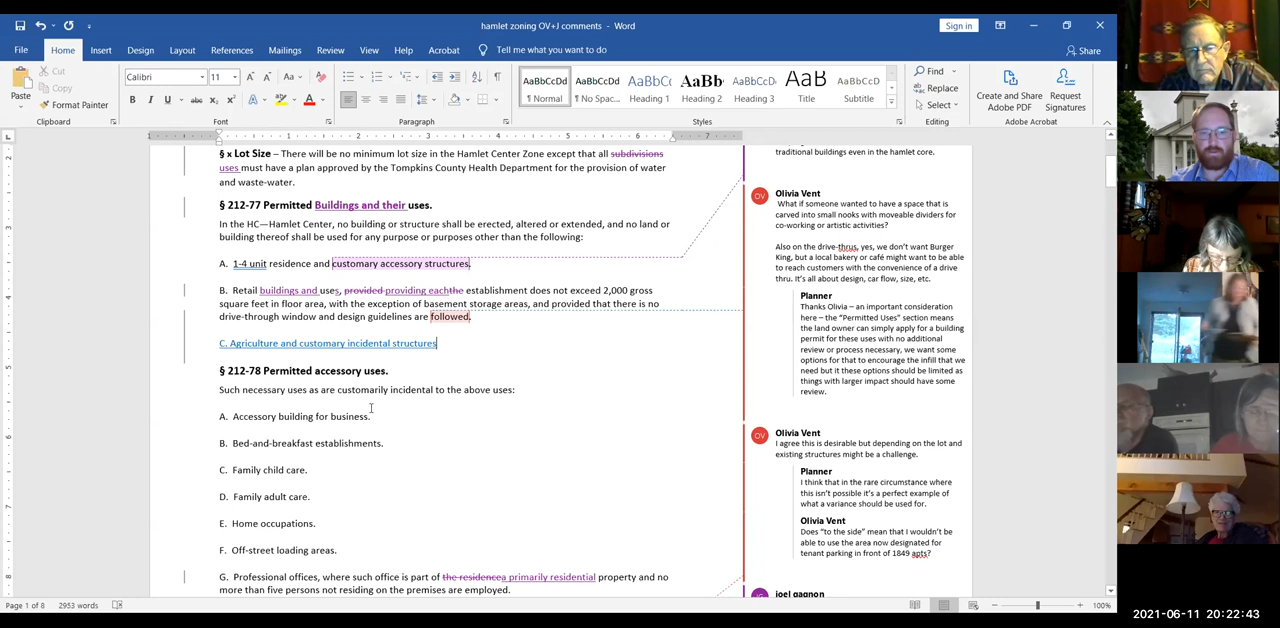 hamlet zoning OV+J comments - Word
Sign in
File Home Insert Design Layout References Mailings Review View Help Acrobat Tell me what you want to do Share
Paste
Cut
Copy
Format Painter
Calibri 11
Clipboard
Font
Paragraph
AaBbCcDd ¶ Normal
AaBbCcDd ¶ No Spac...
AaBbCc Heading 1
AaBb Heading 2
AaBbCcDd Heading 3
AaB Title
AaBbCcD Subtitle
Styles
Find
Replace
Select
Editing
Create and Share
Adobe PDF
Request
Signatures
Adobe Acrobat
§ x Lot Size – There will be no minimum lot size in the Hamlet Center Zone except that all subdivisions
uses must have a plan approved by the Tompkins County Health Department for the provision of water
and waste-water.
§ 212-77 Permitted Buildings and their uses.
In the HC—Hamlet Center, no building or structure shall be erected, altered or extended, and no land or
building thereof shall be used for any purpose or purposes other than the following:
A. 1-4 unit residence and customary accessory structures.
B. Retail buildings and uses, provided providing eachthe establishment does not exceed 2,000 gross
square feet in floor area, with the exception of basement storage areas, and provided that there is no
drive-through window and design guidelines are followed.
C. Agriculture and customary incidental structures
§ 212-78 Permitted accessory uses.
Such necessary uses as are customarily incidental to the above uses:
A. Accessory building for business.
B. Bed-and-breakfast establishments.
C. Family child care.
D. Family adult care.
E. Home occupations.
F. Off-street loading areas.
G. Professional offices, where such office is part of the residencea primarily residential property and no
more than five persons not residing on the premises are employed.
traditional buildings even in the hamlet core.
OV Olivia Vent
What if someone wanted to have a space that is
carved into small nooks with moveable dividers for
co-working or artistic activities?
Also on the drive-thrus, yes, we don't want Burger
King, but a local bakery or café might want to be able
to reach customers with the convenience of a drive
thru. It's all about design, car flow, size, etc.
Planner
Thanks Olivia – an important consideration
here – the "Permitted Uses" section means
the land owner can simply apply for a building
permit for these uses with no additional
review or process necessary, we want some
options for that to encourage the infill that we
need but it these options should be limited as
things with larger impact should have some
review.
OV Olivia Vent
I agree this is desirable but depending on the lot and
existing structures might be a challenge.
Planner
I think that in the rare circumstance where
this isn't possible it's a perfect example of
what a variance should be used for.
Olivia Vent
Does "to the side" mean that I wouldn't be
able to use the area now designated for
tenant parking in front of 1849 apts?
joel gagnon
Page 1 of 8 2953 words
100%
2021-06-11 20:22:43